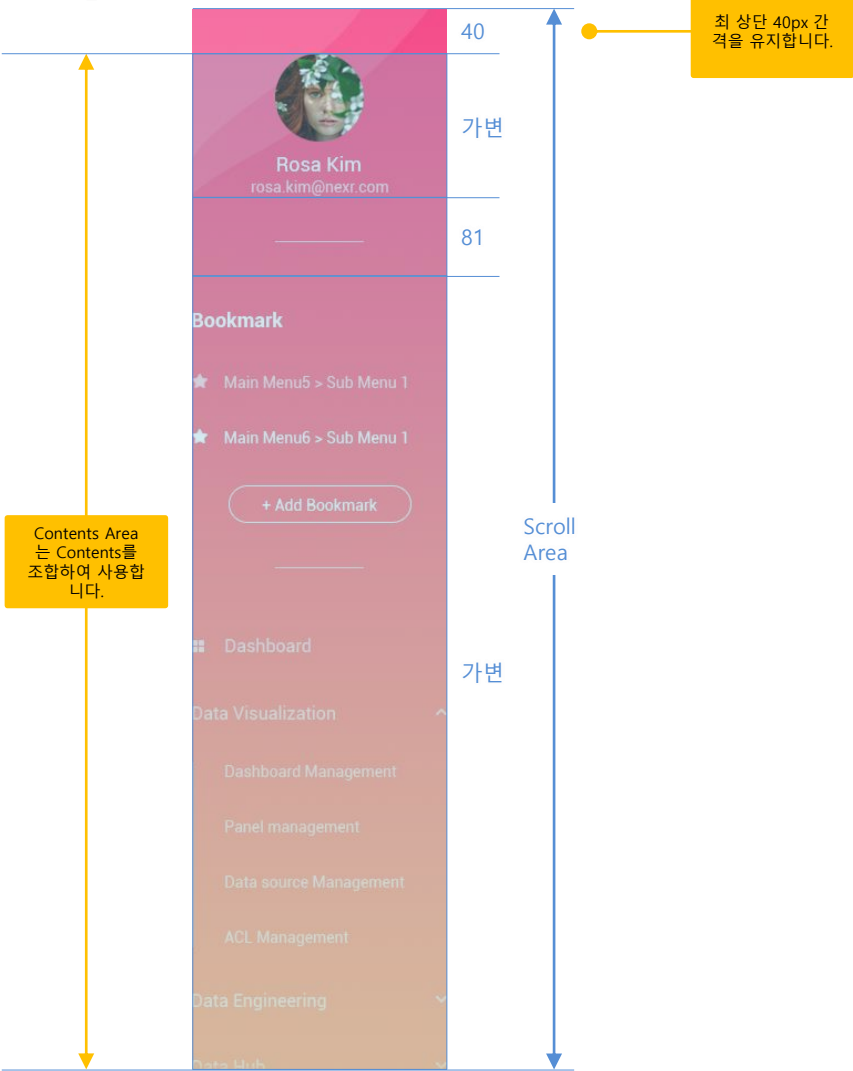 최 상단 40px 간
격을 유지합니다.
40
가변
Rosa Kim
rosa.kim@nexr.com
81
Bookmark
Main Menu5 > Sub Menu 1
Main Menu6 > Sub Menu 1
+ Add Bookmark
Contents Area
는 Contents를
조합하여 사용합
니다.
Scroll
Area
Dashboard
가변
Data Visualization
Dashboard Management
Panel management
Data source Management
ACL Management
Data Engineering
Data Hub